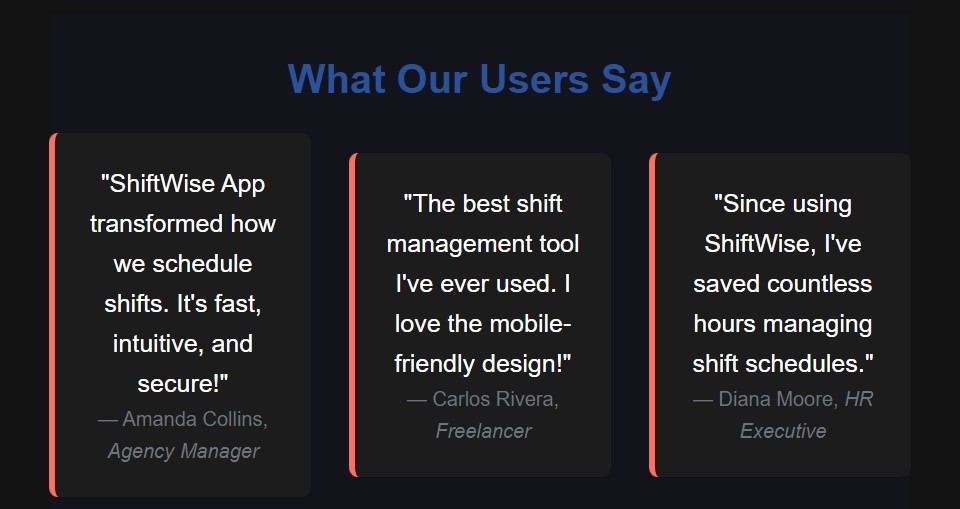 What Our Users Say
"ShiftWise App
transformed how
we schedule
shifts. It's fast,
intuitive, and
secure!"
— Amanda Collins,
Agency Manager
"The best shift
management tool
I've ever used. I
love the mobile-
friendly design!"
— Carlos Rivera,
Freelancer
"Since using
ShiftWise, I've
saved countless
hours managing
shift schedules."
— Diana Moore, HR
Executive